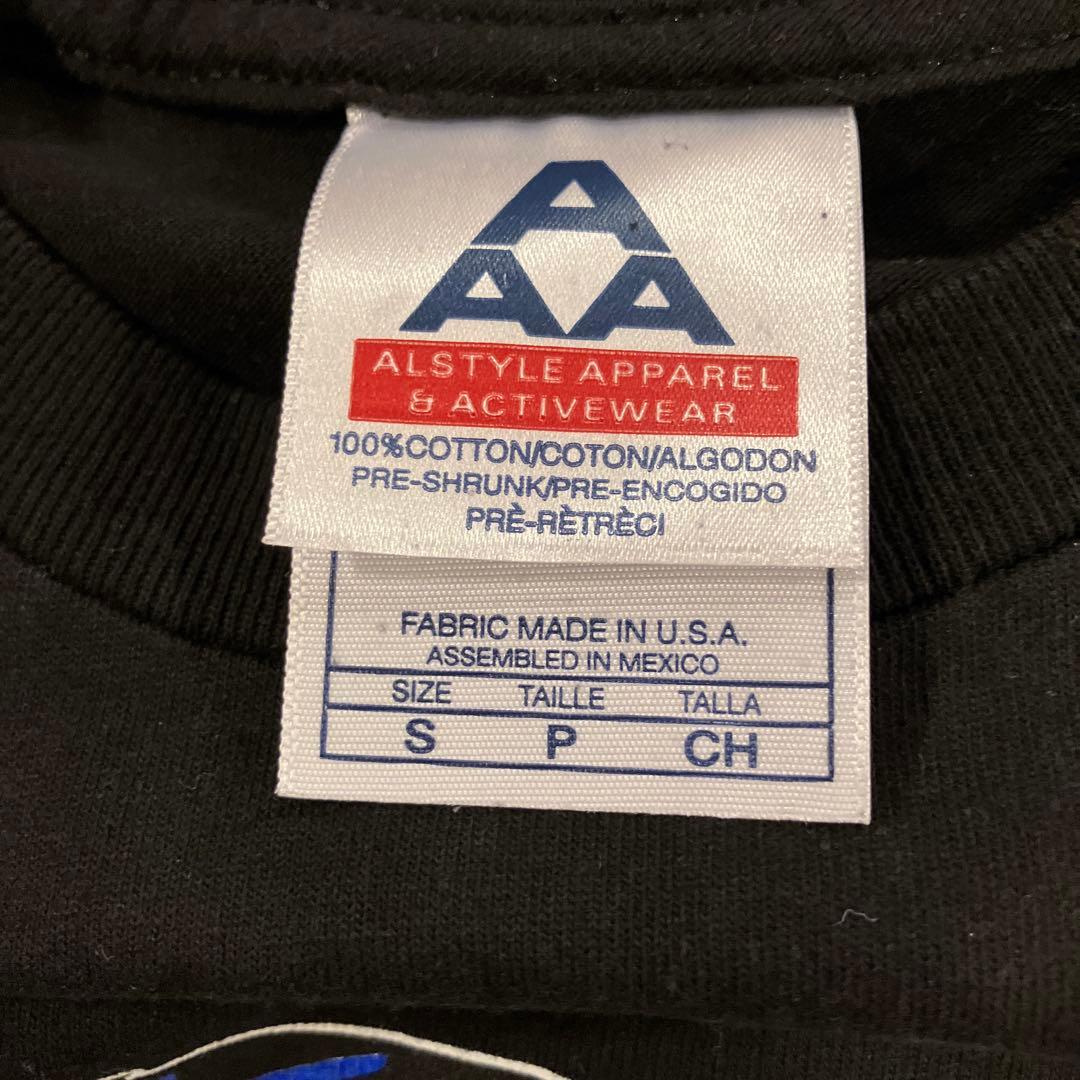 A
A A
ALSTYLE APPAREL
& ACTIVEWEAR
100%COTTON/COTON/ALGODON
PRE-SHRUNK/PRE-ENCOGIDO
PRÈ-RÈTRÈCI
FABRIC MADE IN U.S.A.
ASSEMBLED IN MEXICO
SIZE TAILLE TALLA
S P CH